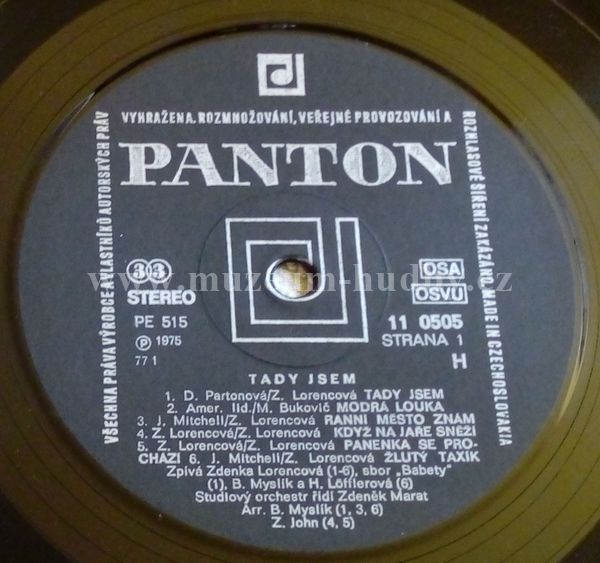 VYHRAŽENA. ROZMNOŽOVÁNÍ, VEŘEJNÉ PROVOZOVÁNÍ A
VŠECHNA PRÁVA VÝROBCE A VLASTNÍKŮ AUTORSKÝCH PRÁV
ROZHLASOVÉ ŠÍŘENÍ ZAKÁZÁNO. MADE IN CZECHOSLOVAKIA
PANTON
www.muzeum-hudby.cz
33 OSA
STEREO OSVU
PE 515 11 0505
Ⓟ 1975 STRANA 1
77 1 H
TADY JSEM
1. D. Partonová/Z. Lorencová TADY JSEM
2. Amer. lid./M. Bukovič MODRÁ LOUKA
3. J. Mitchell/Z. Lorencová RANNÍ MĚSTO ZNÁM
4. Z. Lorencová/Z. Lorencová KDYŽ NA JAŘE SNĚŽÍ
5. Z. Lorencová/Z. Lorencová PANENKA SE PRO-
CHÁZÍ 6. J. Mitchell/Z. Lorencová ŽLUTÝ TAXÍK
Zpívá Zdenka Lorencová (1-6), sbor „Babety"
(1), B. Myslík a H. Löfflerová (6)
Studiový orchestr řídí Zdeněk Marat
Arr. B. Myslík (1, 3, 6)
Z. John (4, 5)